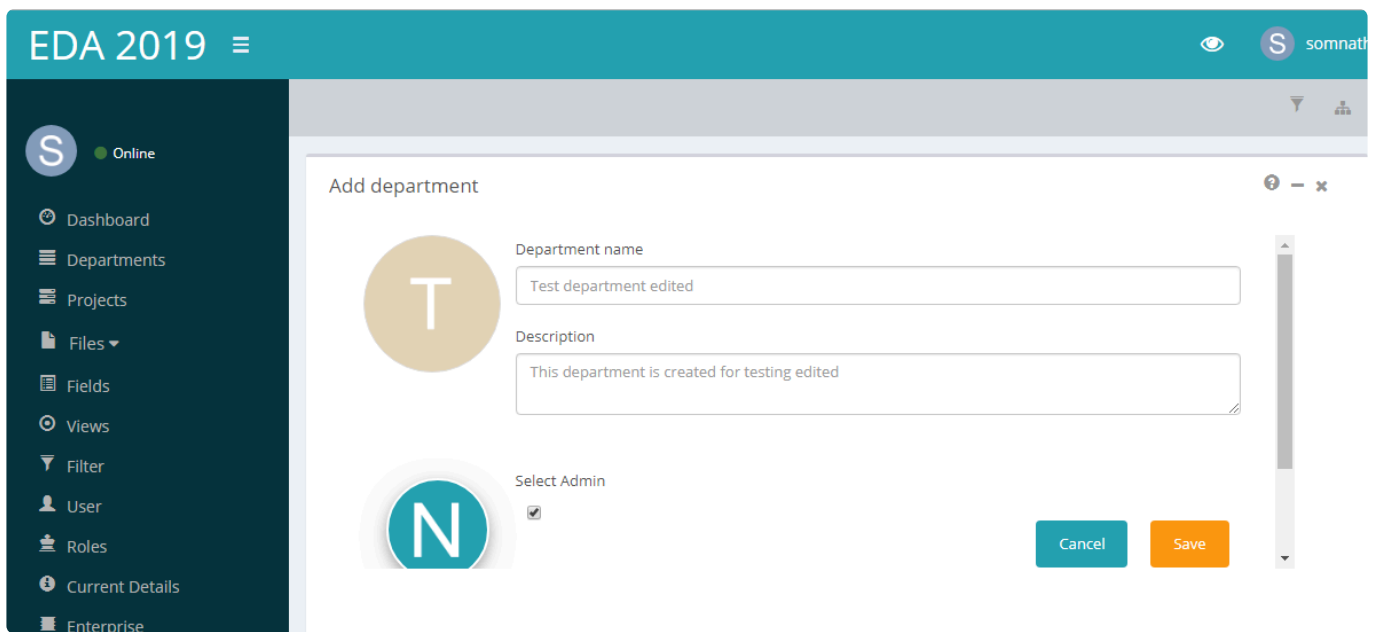 EDA 2019
S somnath
S Online
Dashboard
Departments
Projects
Files
Fields
Views
Filter
User
Roles
Current Details
Enterprise
Add department
T
Department name
Test department edited
Description
This department is created for testing edited
N
Select Admin
Cancel Save